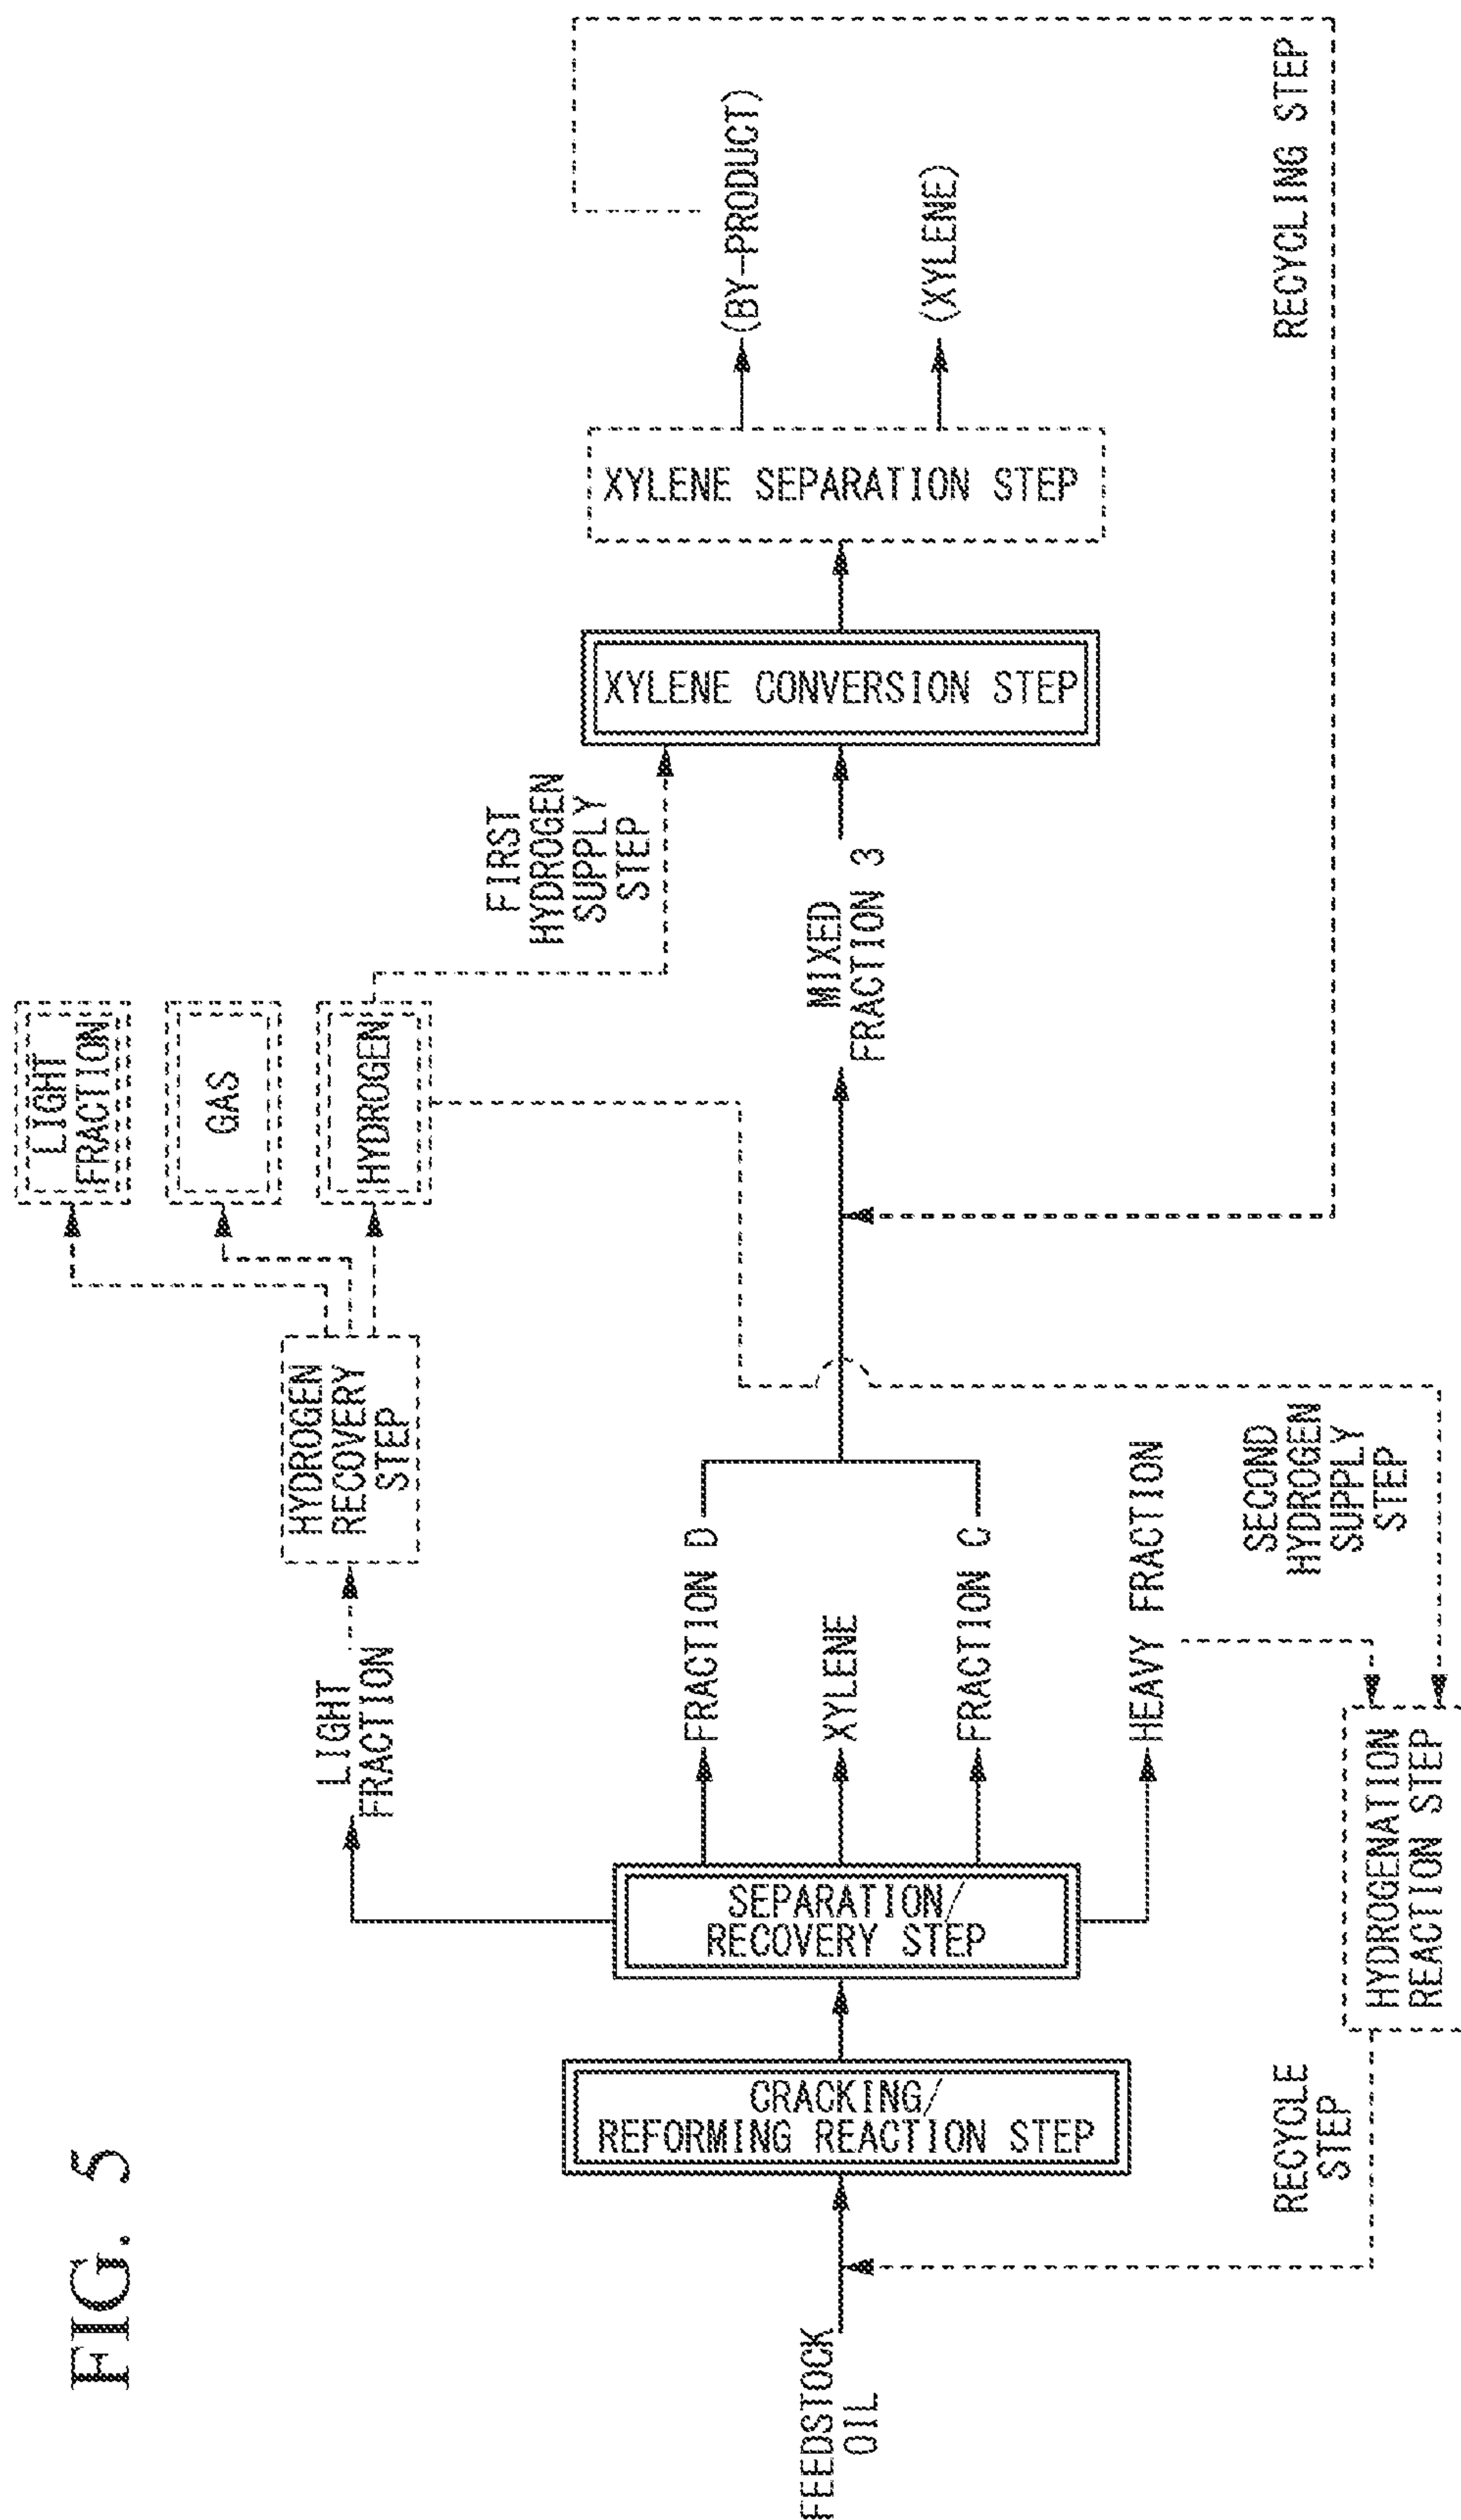 FIG. 5
FEEDSTOCK
OIL
CRACKING/
REFORMING REACTION STEP
SEPARATION/
RECOVERY STEP
LIGHT
FRACTION
HYDROGEN
RECOVERY
STEP
LIGHT
FRACTION
GAS
HYDROGEN
FIRST
HYDROGEN
SUPPLY
STEP
FRACTION D
XYLENE
FRACTION C
HEAVY FRACTION
MIXED
FRACTION 3
XYLENE CONVERSION STEP
XYLENE SEPARATION STEP
(BY-PRODUCT)
(XYLENE)
RECYCLING STEP
SECOND
HYDROGEN
SUPPLY
STEP
HYDROGENATION
REACTION STEP
RECYCLE
STEP